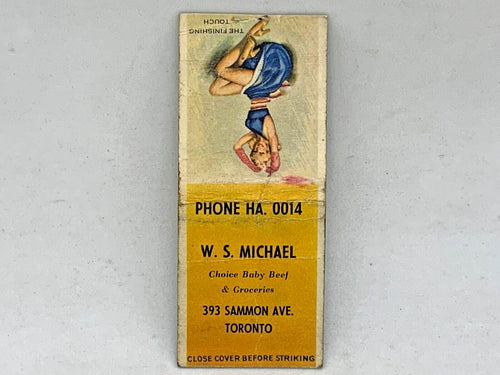 THE FINISHING
TOUCH
PHONE HA. 0014
W. S. MICHAEL
Choice Baby Beef
& Groceries
393 SAMMON AVE.
TORONTO
CLOSE COVER BEFORE STRIKING